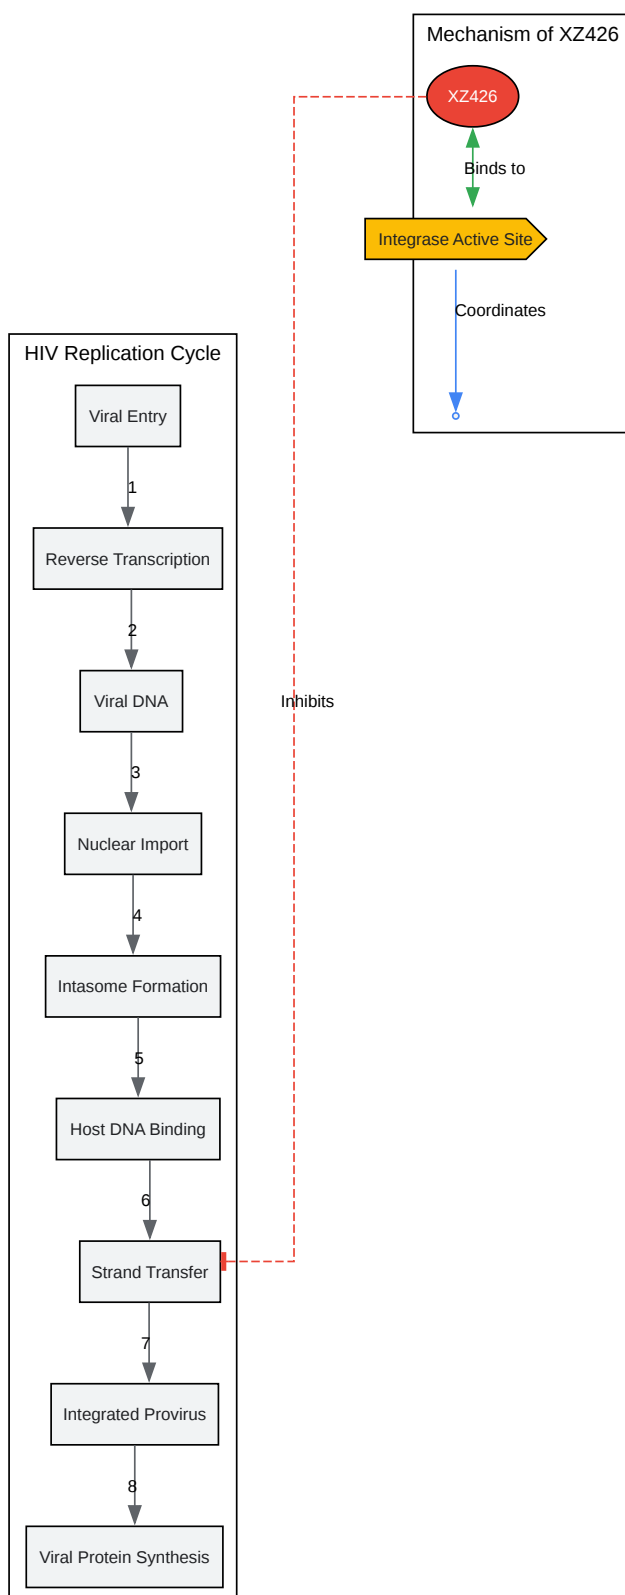 Mechanism of XZ426
XZ426
Binds to
Integrase Active Site
Coordinates
HIV Replication Cycle
Viral Entry
1
Reverse Transcription
2
Viral DNA
Inhibits
3
Nuclear Import
4
Intasome Formation
5
Host DNA Binding
6
Strand Transfer
7
Integrated Provirus
8
Viral Protein Synthesis